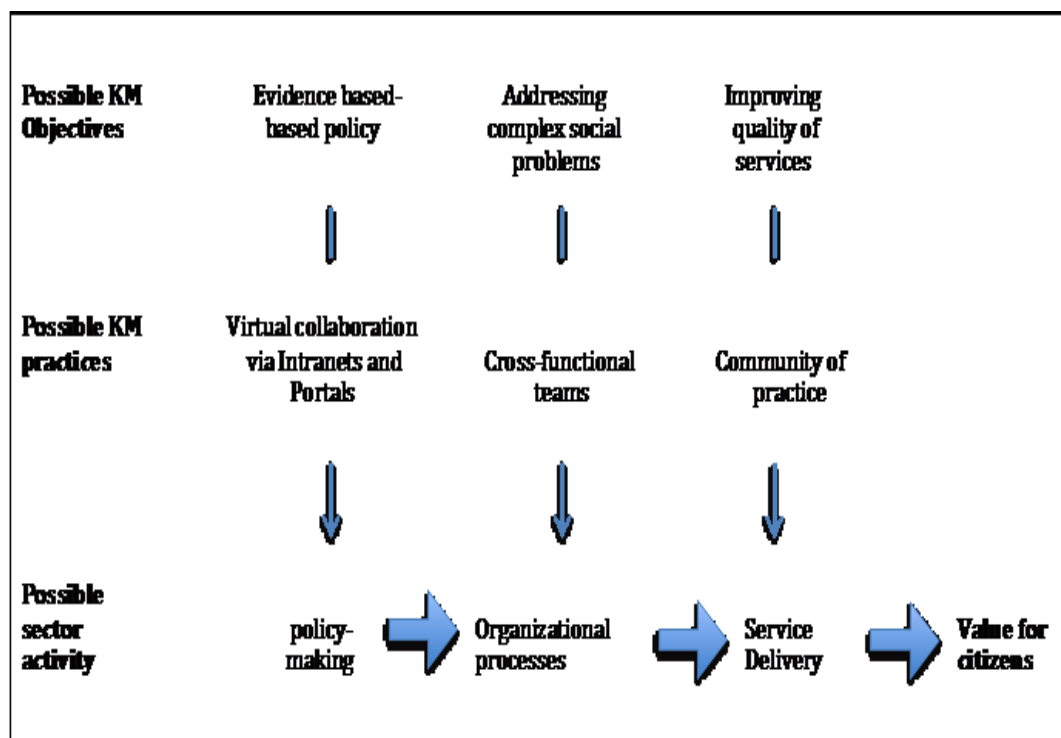 Possible KM
Objectives
Evidence based-
based policy
Addressing
complex social
problems
Improving
quality of
services
Possible KM
practices
Virtual collaboration
via Intranets and
Portals
Cross-functional
teams
Community of
practice
Possible
sector
activity
policy-
making
Organizational
processes
Service
Delivery
Value for
citizens